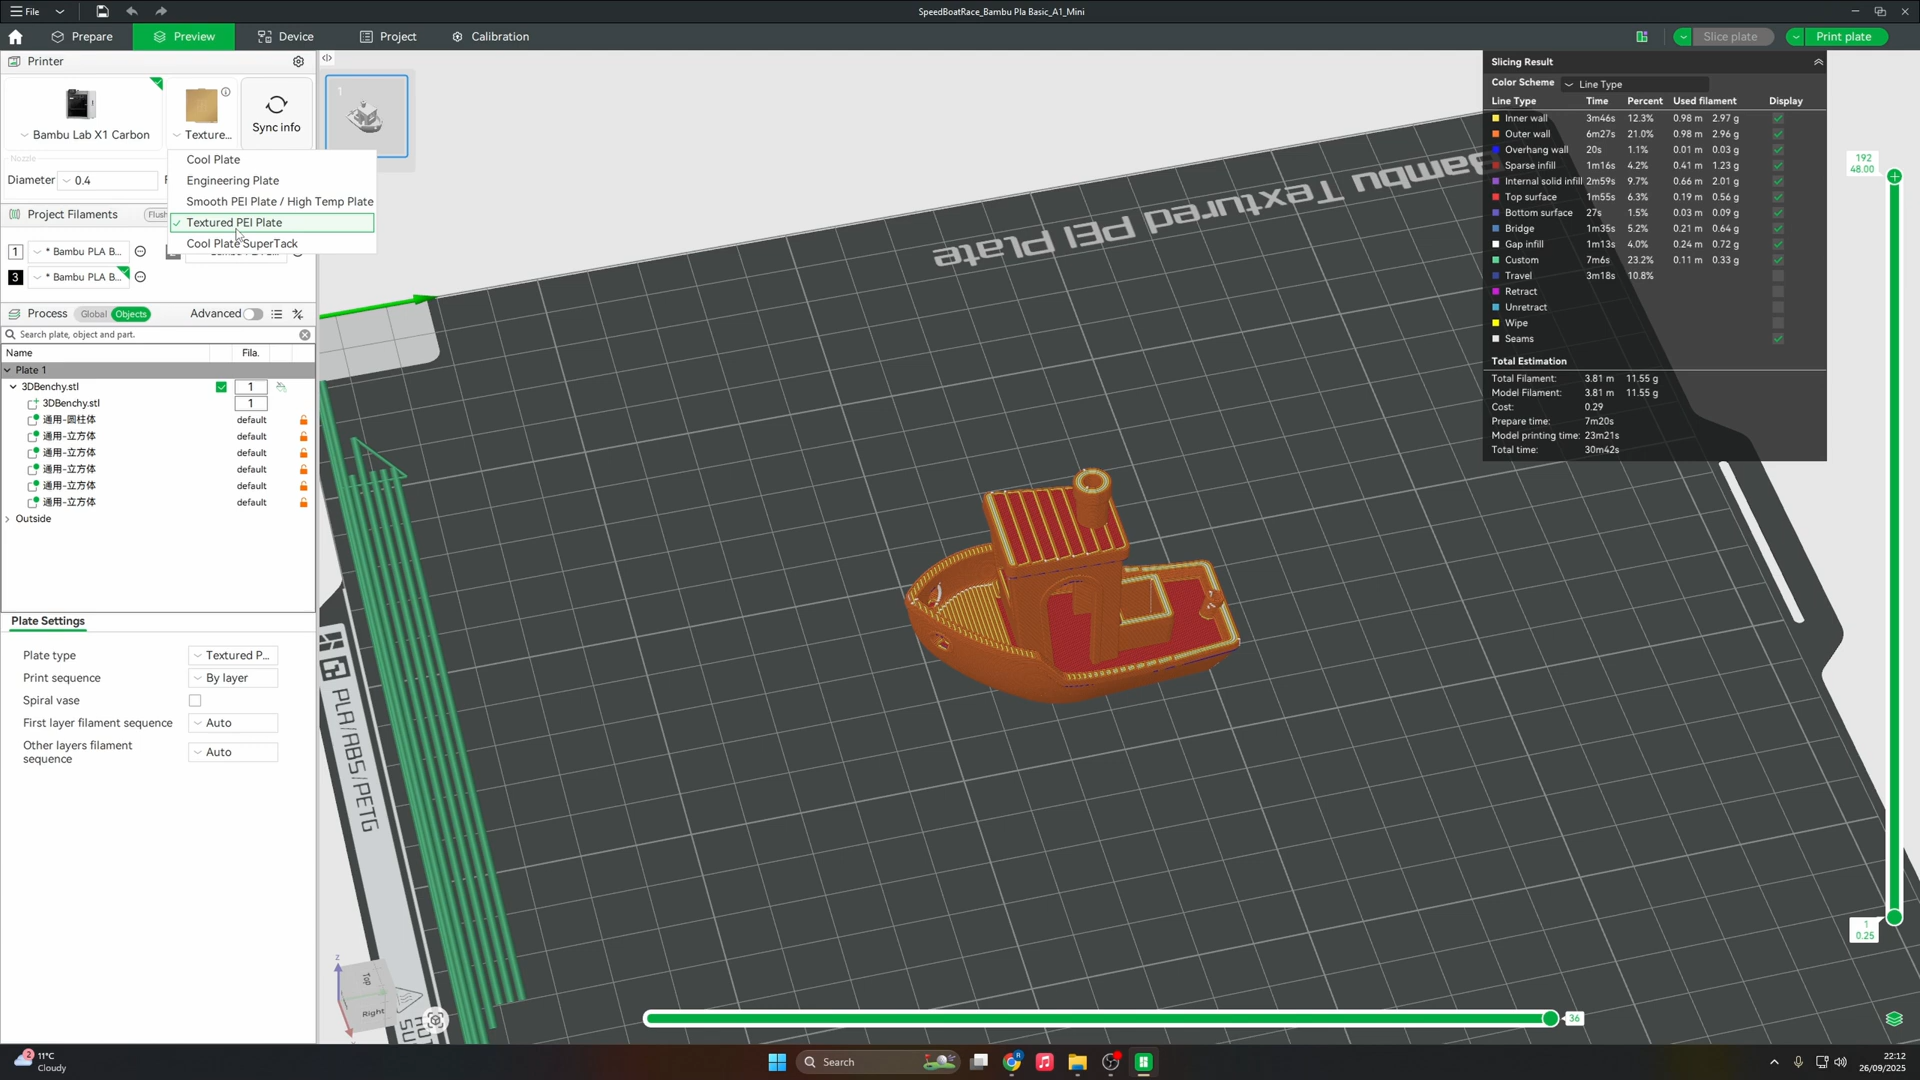 File
SpeedBoatRace_Bambu Pla Basic_A1_Mini
Prepare
Preview
Device
Project
Calibration
Slice plate
Print plate
Printer
Bambu Lab X1 Carbon
Texture...
Sync info
Nozzle
Diameter
0.4
Cool Plate
Engineering Plate
Smooth PEI Plate / High Temp Plate
Textured PEI Plate
Cool Plate SuperTack
Project Filaments
Flush
1
* Bambu PLA B...
3
* Bambu PLA B...
Process
Global
Objects
Advanced
Search plate, object and part.
Name
Fila.
Plate 1
3DBenchy.stl
1
3DBenchy.stl
1
通用-圆柱体
default
通用-立方体
default
通用-立方体
default
通用-立方体
default
通用-立方体
default
通用-立方体
default
Outside
Plate Settings
Plate type
Textured P...
Print sequence
By layer
Spiral vase
First layer filament sequence
Auto
Other layers filament
sequence
Auto
1
Bambu Textured PEI Plate
PLA/ABS/PETG
Top
Right
z
Slicing Result
Color Scheme
Line Type
Line Type Time Percent Used filament Display
Inner wall 3m46s 12.3% 0.98 m 2.97 g
Outer wall 6m27s 21.0% 0.98 m 2.96 g
Overhang wall 20s 1.1% 0.01 m 0.03 g
Sparse infill 1m16s 4.2% 0.41 m 1.23 g
Internal solid infill 2m59s 9.7% 0.66 m 2.01 g
Top surface 1m55s 6.3% 0.19 m 0.56 g
Bottom surface 27s 1.5% 0.03 m 0.09 g
Bridge 1m35s 5.2% 0.21 m 0.64 g
Gap infill 1m13s 4.0% 0.24 m 0.72 g
Custom 7m6s 23.2% 0.11 m 0.33 g
Travel 3m18s 10.8%
Retract
Unretract
Wipe
Seams
Total Estimation
Total Filament: 3.81 m 11.55 g
Model Filament: 3.81 m 11.55 g
Cost: 0.29
Prepare time: 7m20s
Model printing time: 23m21s
Total time: 30m42s
192
48.00
1
0.25
36
2
11°C
Cloudy
Search
22:12
26/09/2025